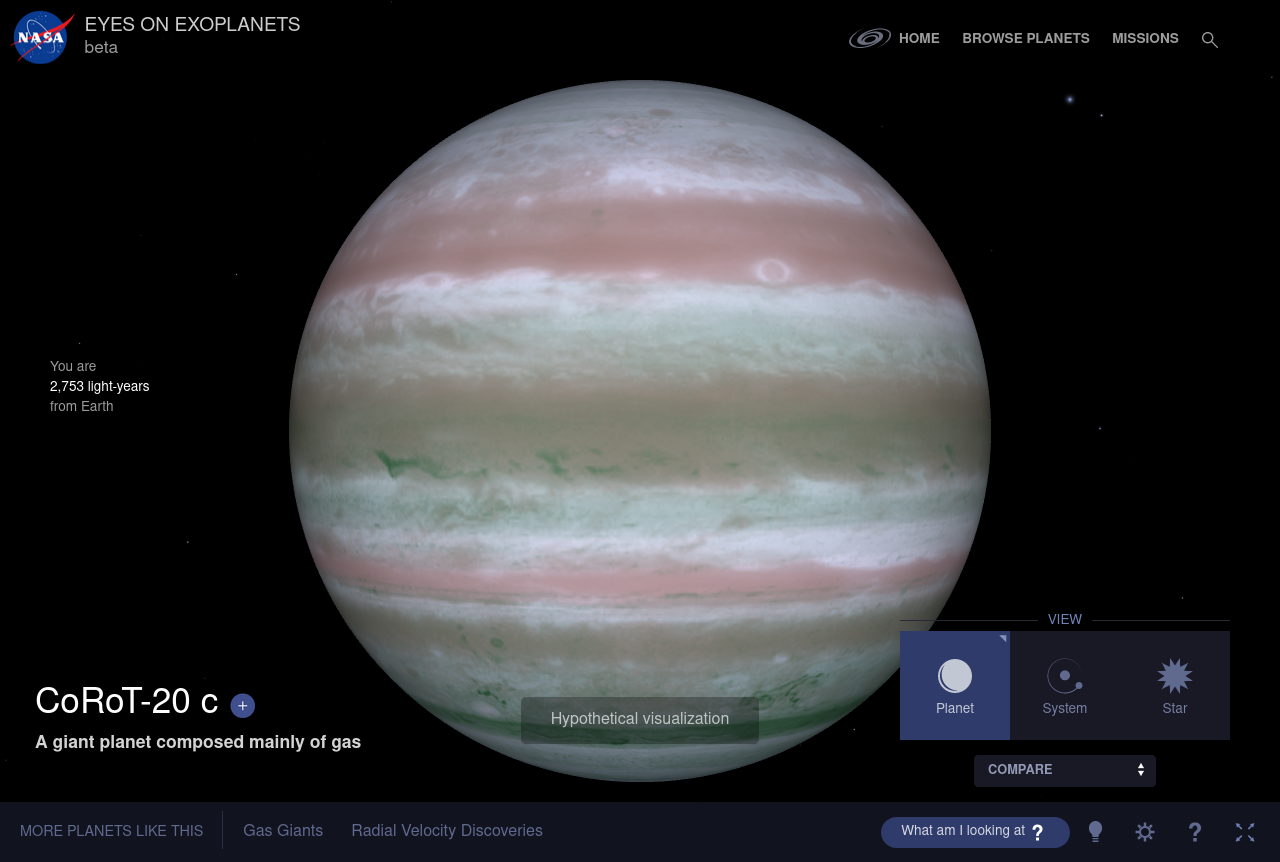 NASA
EYES ON EXOPLANETS
beta
HOME
BROWSE PLANETS
MISSIONS
You are
2,753 light-years
from Earth
CoRoT-20 c +
A giant planet composed mainly of gas
Hypothetical visualization
VIEW
Planet
System
Star
COMPARE
MORE PLANETS LIKE THIS
Gas Giants
Radial Velocity Discoveries
What am I looking at ?
?